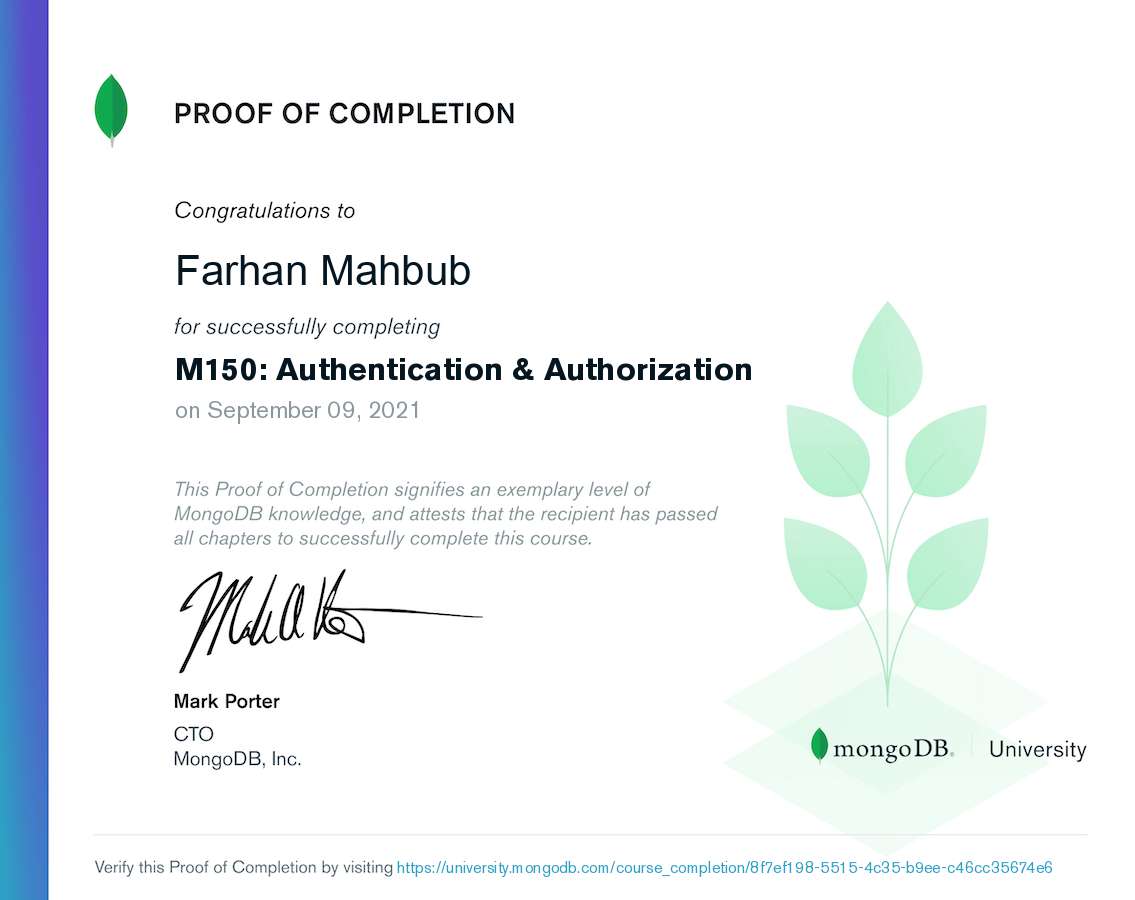 PROOF OF COMPLETION
Congratulations to
Farhan Mahbub
for successfully completing
M150: Authentication & Authorization
on September 09, 2021
This Proof of Completion signifies an exemplary level of
MongoDB knowledge, and attests that the recipient has passed
all chapters to successfully complete this course.
Mark Porter
CTO
MongoDB, Inc.
mongoDB® University
Verify this Proof of Completion by visiting https://university.mongodb.com/course_completion/8f7ef198-5515-4c35-b9ee-c46cc35674e6